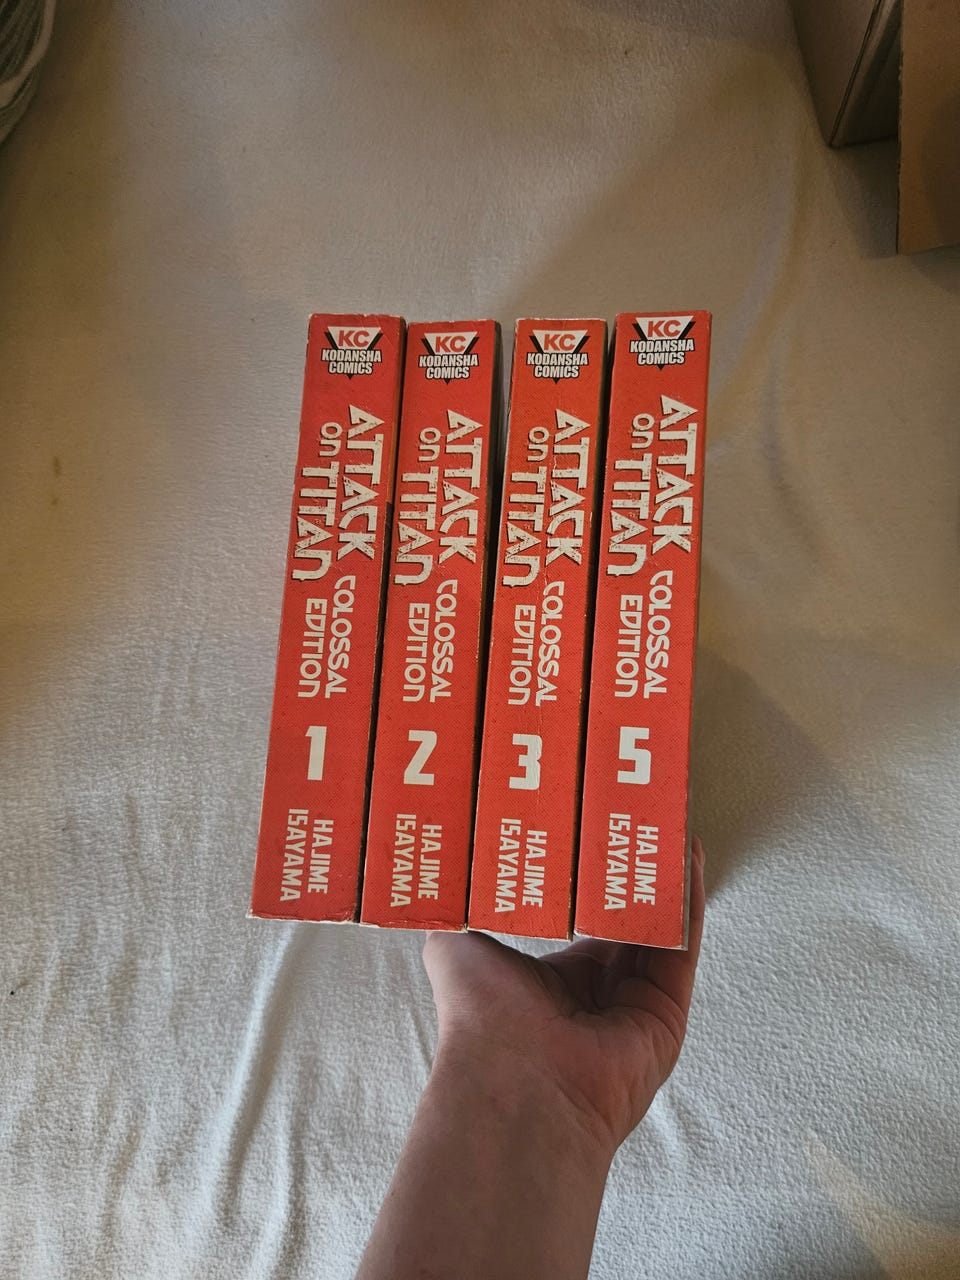 KC
KODANSHA
COMICS
ATTACK
ON TITAN
COLOSSAL
EDITION
1
HAJIME
ISAYAMA
KC
KODANSHA
COMICS
ATTACK
ON TITAN
COLOSSAL
EDITION
2
HAJIME
ISAYAMA
KC
KODANSHA
COMICS
ATTACK
ON TITAN
COLOSSAL
EDITION
3
HAJIME
ISAYAMA
KC
KODANSHA
COMICS
ATTACK
ON TITAN
COLOSSAL
EDITION
5
HAJIME
ISAYAMA